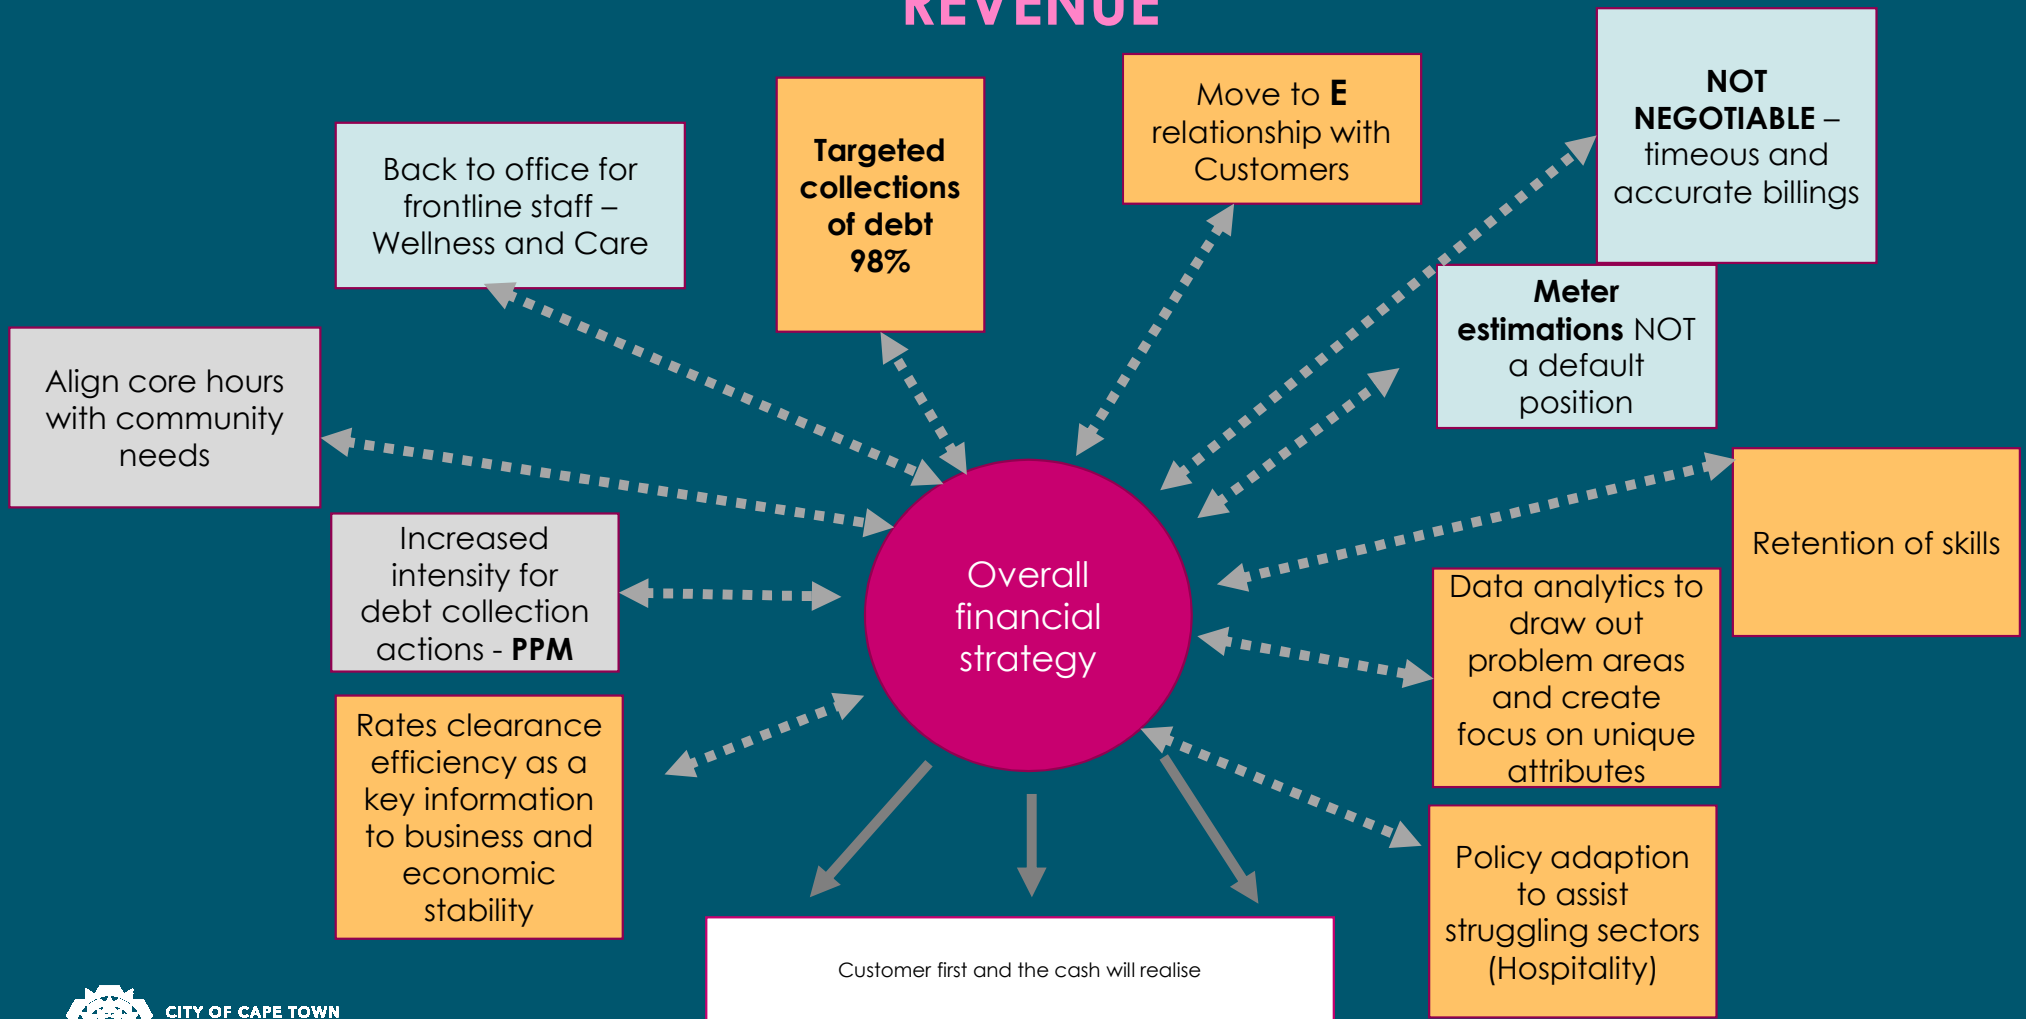 REVENUE
Back to office for
frontline staff –
Wellness and Care
Targeted
collections
of debt
98%
Move to E
relationship with
Customers
NOT
NEGOTIABLE –
timeous and
accurate billings
Meter
estimations NOT
a default
position
Align core hours
with community
needs
Increased
intensity for
debt collection
actions - PPM
Overall
financial
strategy
Retention of skills
Data analytics to
draw out
problem areas
and create
focus on unique
attributes
Rates clearance
efficiency as a
key information
to business and
economic
stability
Policy adaption
to assist
struggling sectors
(Hospitality)
Customer first and the cash will realise
CITY OF CAPE TOWN